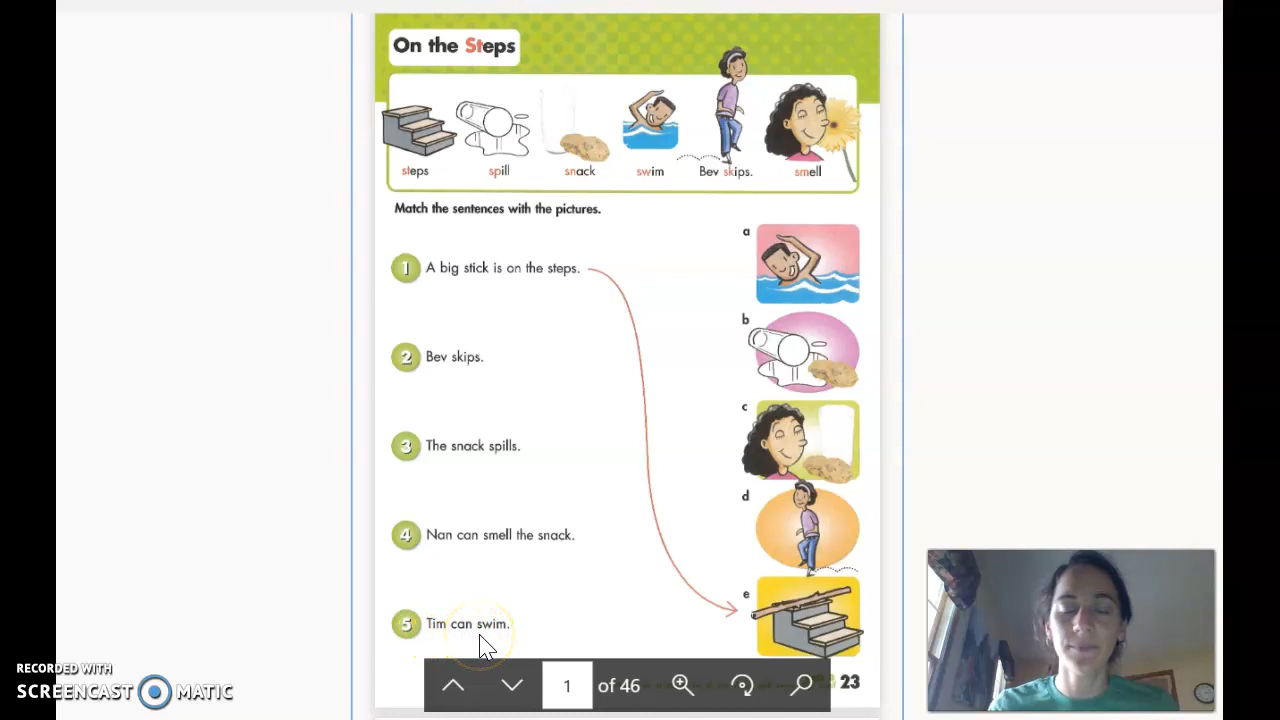 On the Steps
steps
spill
snack
swim
Bev skips.
smell
Match the sentences with the pictures.
1 A big stick is on the steps.
2 Bev skips.
3 The snack spills.
4 Nan can smell the snack.
5 Tim can swim.
a
b
c
d
e
1 of 46
23
RECORDED WITH
SCREENCAST MATIC